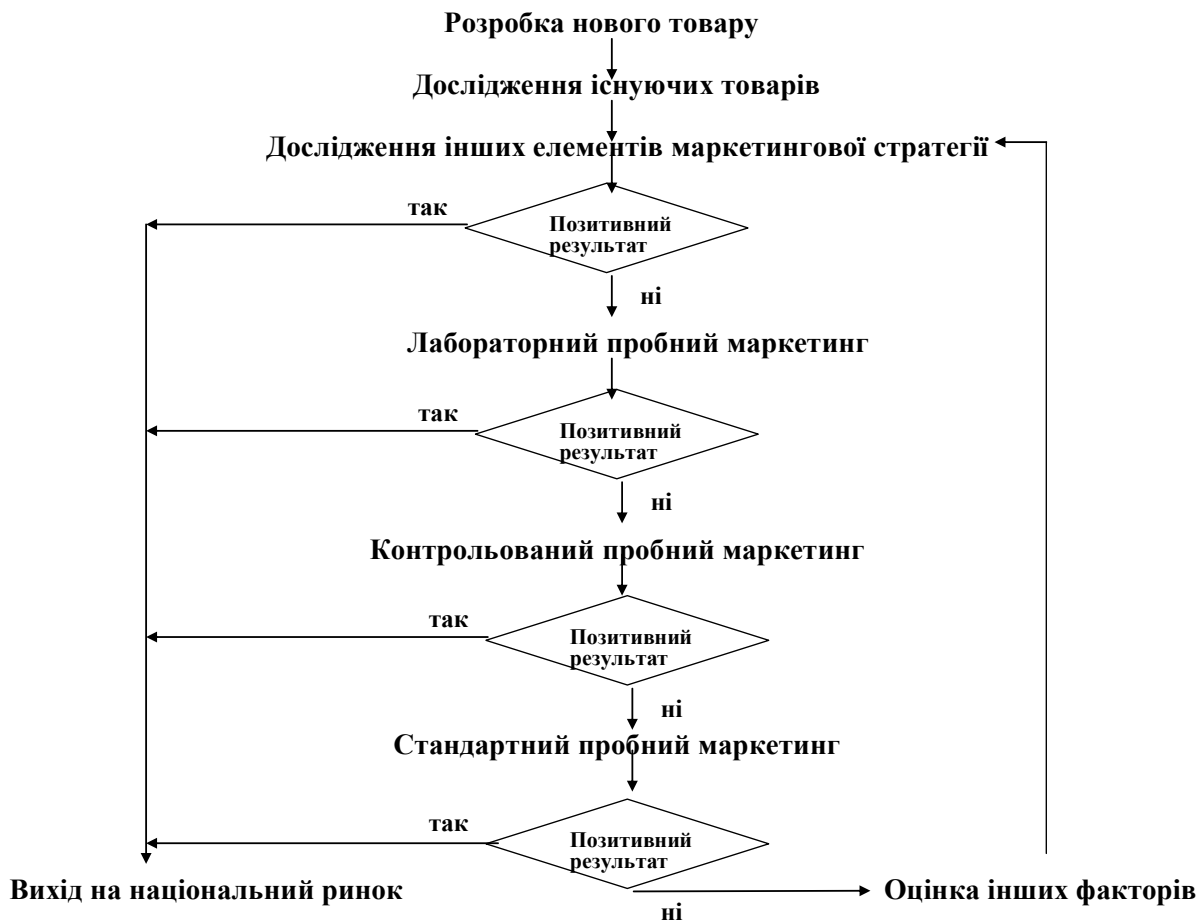 Розробка нового товару
Дослідження існуючих товарів
Дослідження інших елементів маркетингової стратегії
так
Позитивний
результат
ні
Лабораторний пробний маркетинг
так
Позитивний
результат
ні
Контрольований пробний маркетинг
так
Позитивний
результат
ні
Стандартний пробний маркетинг
так
Позитивний
результат
Вихід на національний ринок
ні
Оцінка інших факторів